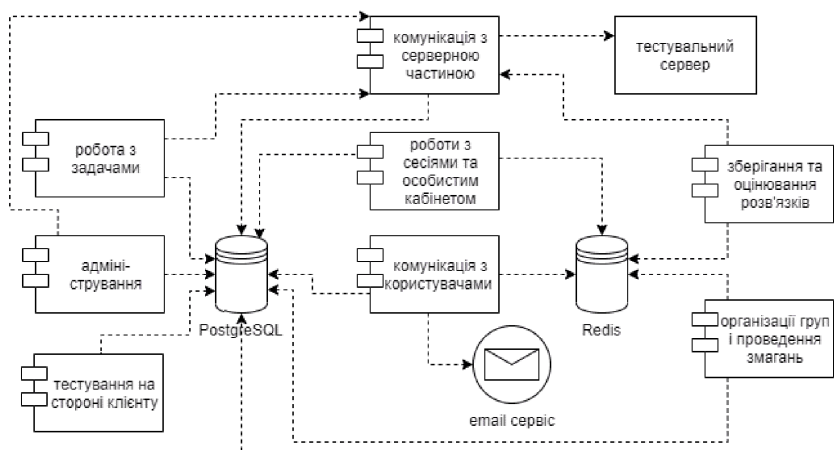 комунікація з
серверною
частиною
тестувальний
сервер
робота з
задачами
роботи з
сесіями та
особистим
кабінетом
зберігання та
оцінювання
розв'язків
адміні-
стрування
PostgreSQL
комунікація з
користувачами
Redis
організації груп
і проведення
змагань
тестування на
стороні клієнту
email сервіс